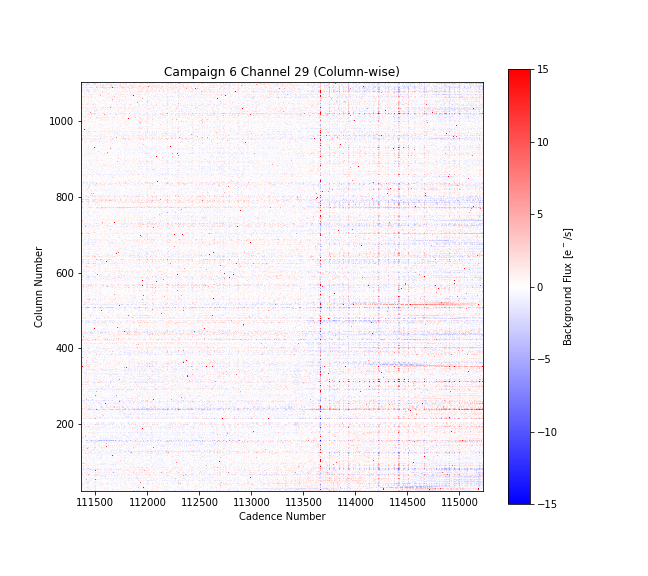 Campaign 6 Channel 29 (Column-wise)
Column Number
1000
800
600
400
200
111500 112000 112500 113000 113500 114000 114500 115000
Cadence Number
15
10
5
0
−5
−10
−15
Background Flux [e⁻/s]